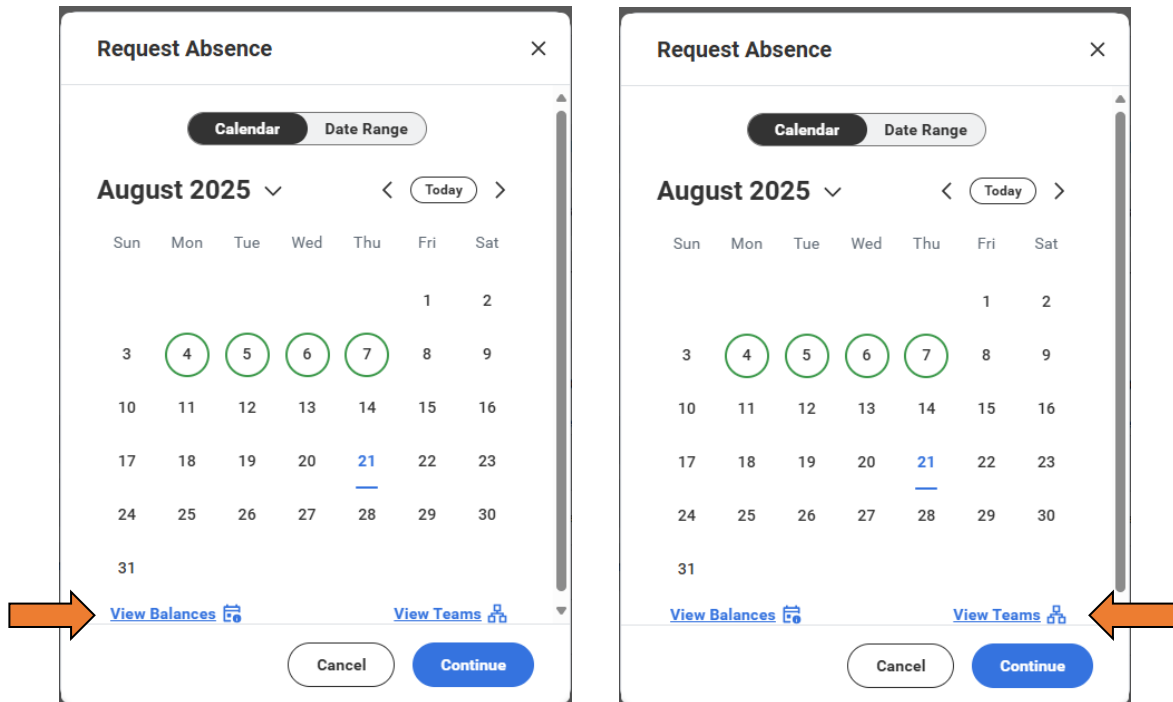 Request Absence
Calendar Date Range
August 2025 Today
Sun Mon Tue Wed Thu Fri Sat
1 2
3 4 5 6 7 8 9
10 11 12 13 14 15 16
17 18 19 20 21 22 23
24 25 26 27 28 29 30
31
View Balances View Teams
Cancel Continue
Request Absence
Calendar Date Range
August 2025 Today
Sun Mon Tue Wed Thu Fri Sat
1 2
3 4 5 6 7 8 9
10 11 12 13 14 15 16
17 18 19 20 21 22 23
24 25 26 27 28 29 30
31
View Balances View Teams
Cancel Continue